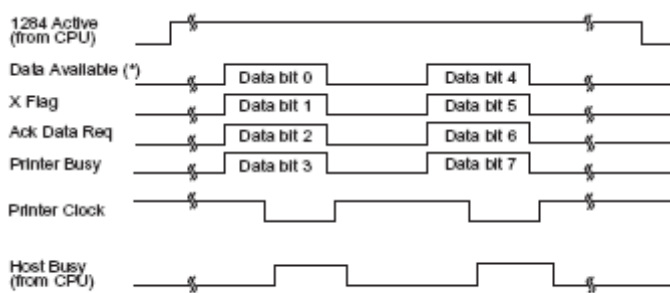 1284 Active
(from CPU)
Data Available (*)
Data bit 0 Data bit 4
X Flag
Data bit 1 Data bit 5
Ack Data Req
Data bit 2 Data bit 6
Printer Busy
Data bit 3 Data bit 7
Printer Clock
Host Busy
(from CPU)